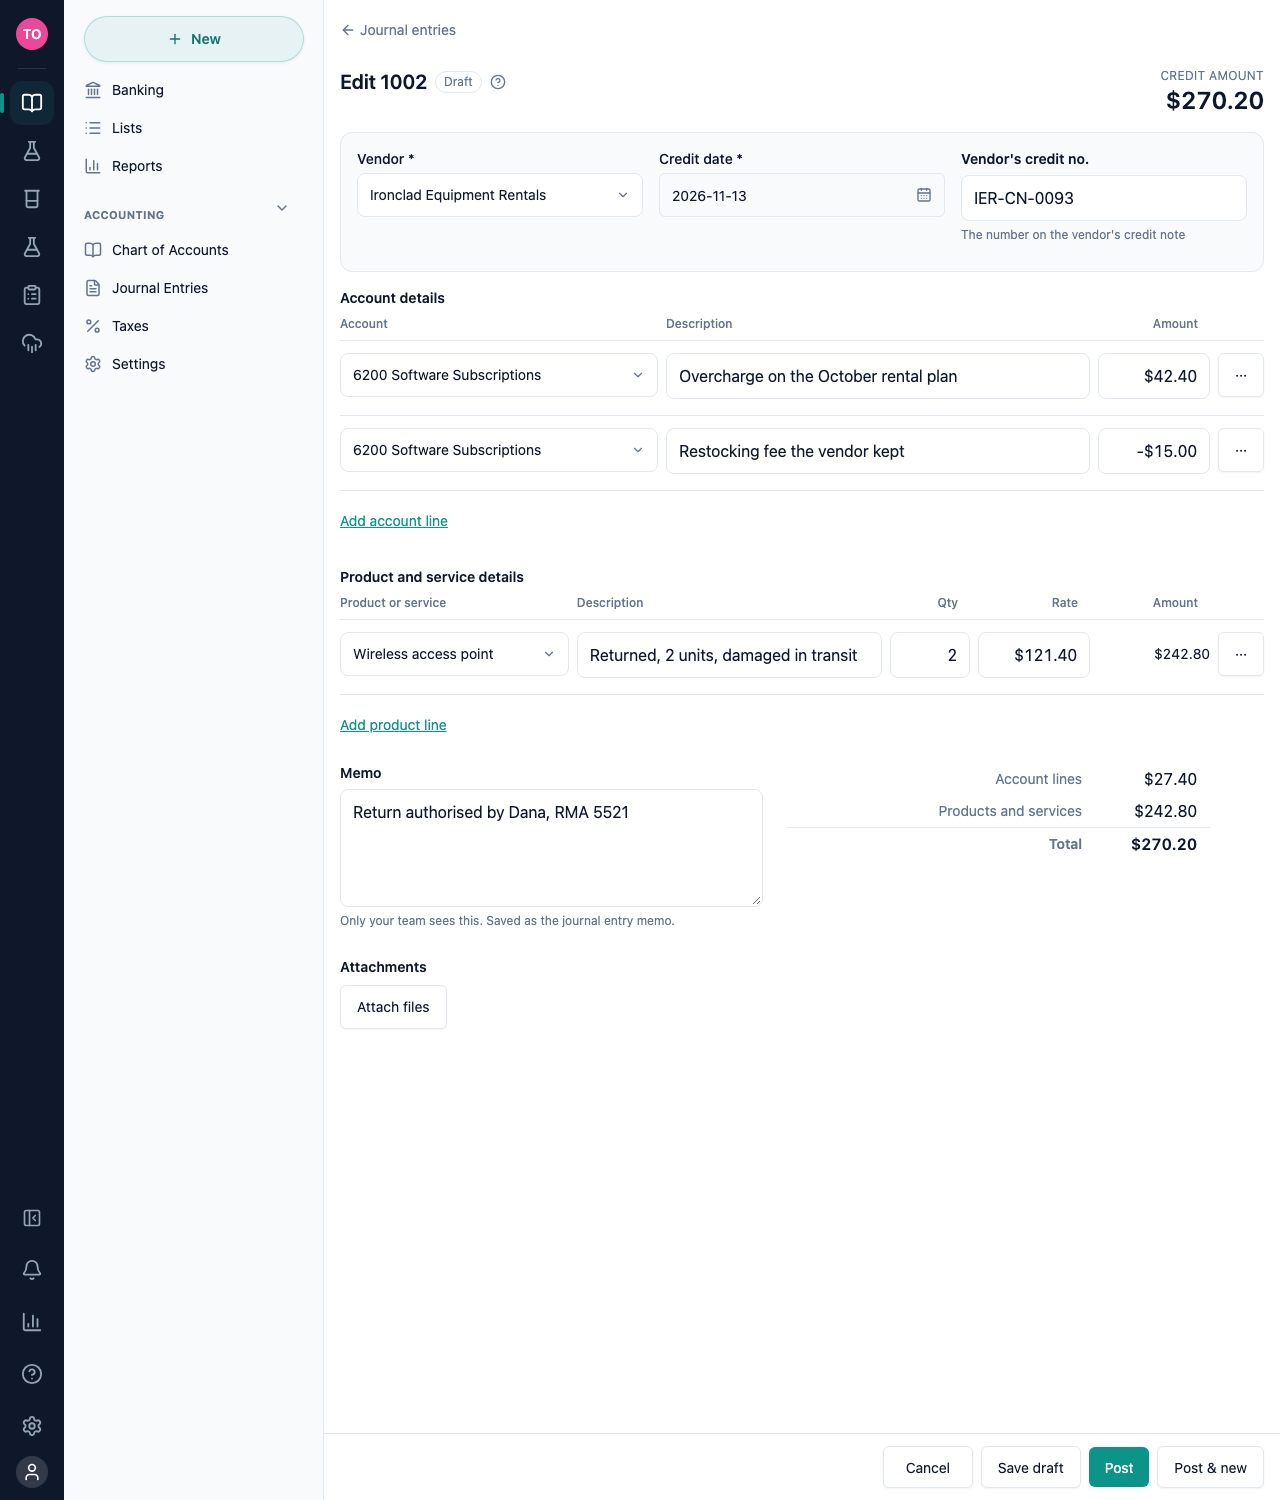 TO
New
Banking
Lists
Reports
ACCOUNTING
Chart of Accounts
Journal Entries
Taxes
Settings
Journal entries
Edit 1002
Draft
CREDIT AMOUNT
$270.20
Vendor *
Credit date *
Vendor's credit no.
Ironclad Equipment Rentals
2026-11-13
IER-CN-0093
The number on the vendor's credit note
Account details
Account Description Amount
6200 Software Subscriptions Overcharge on the October rental plan $42.40 ...
6200 Software Subscriptions Restocking fee the vendor kept -$15.00 ...
Add account line
Product and service details
Product or service Description Qty Rate Amount
Wireless access point Returned, 2 units, damaged in transit 2 $121.40 $242.80 ...
Add product line
Memo
Return authorised by Dana, RMA 5521
Only your team sees this. Saved as the journal entry memo.
Account lines $27.40
Products and services $242.80
Total $270.20
Attachments
Attach files
Cancel
Save draft
Post
Post & new